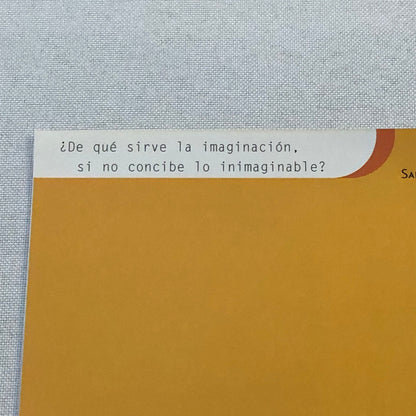 ¿De qué sirve la imaginación,
si no concibe lo inimaginable?